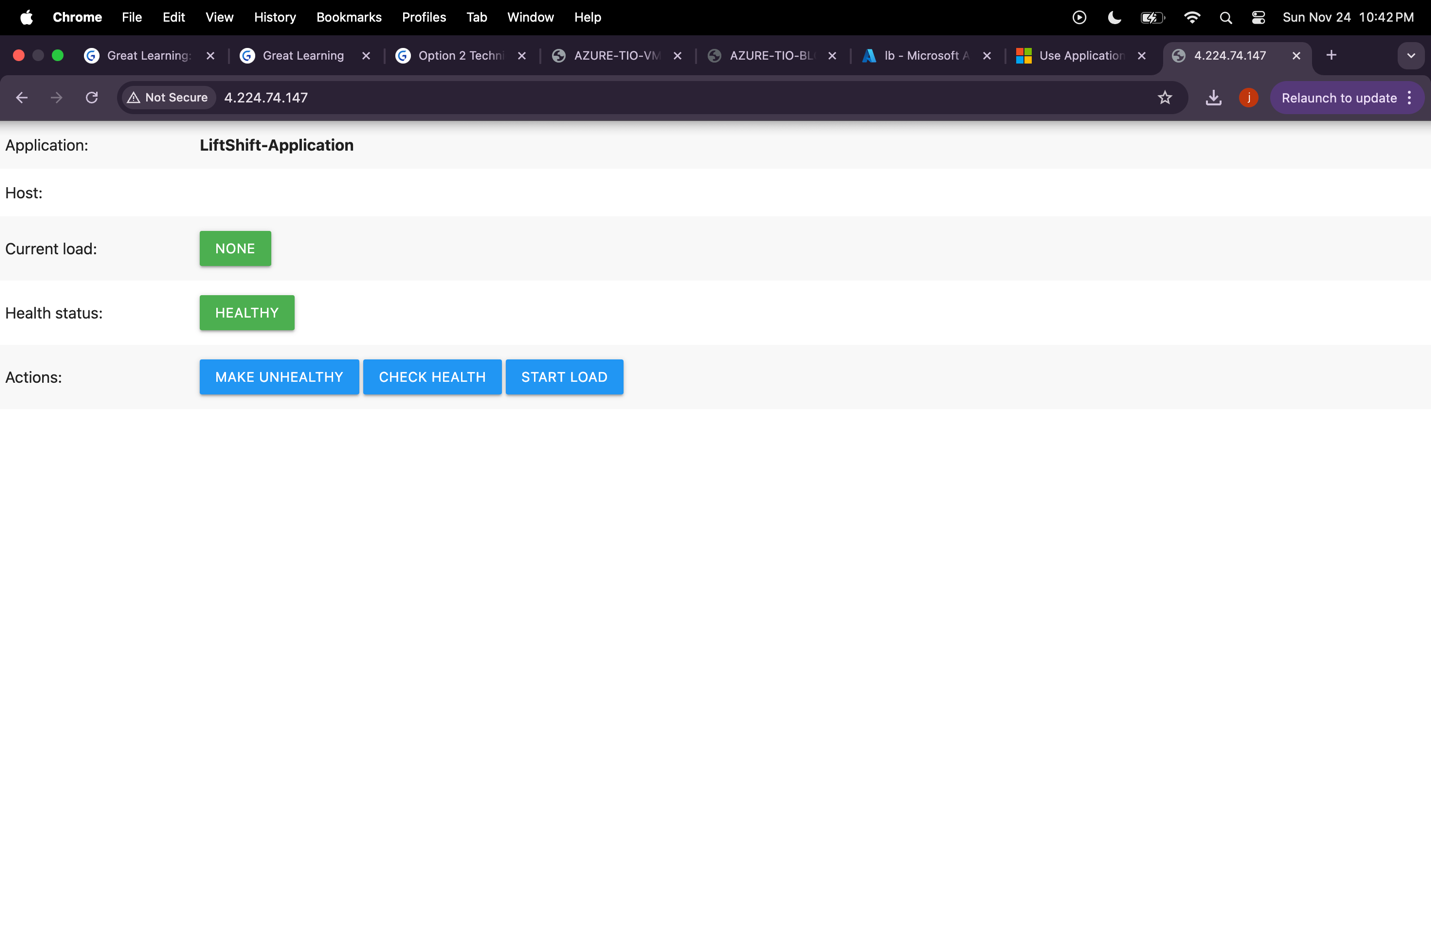 Chrome File Edit View History Bookmarks Profiles Tab Window Help Sun Nov 24 10:42 PM
Great Learning: Great Learning Option 2 Techni AZURE-TIO-VM AZURE-TIO-BL lb - Microsoft A Use Application 4.224.74.147
Not Secure 4.224.74.147 j Relaunch to update
Application: LiftShift-Application
Host:
Current load: NONE
Health status: HEALTHY
Actions: MAKE UNHEALTHY CHECK HEALTH START LOAD